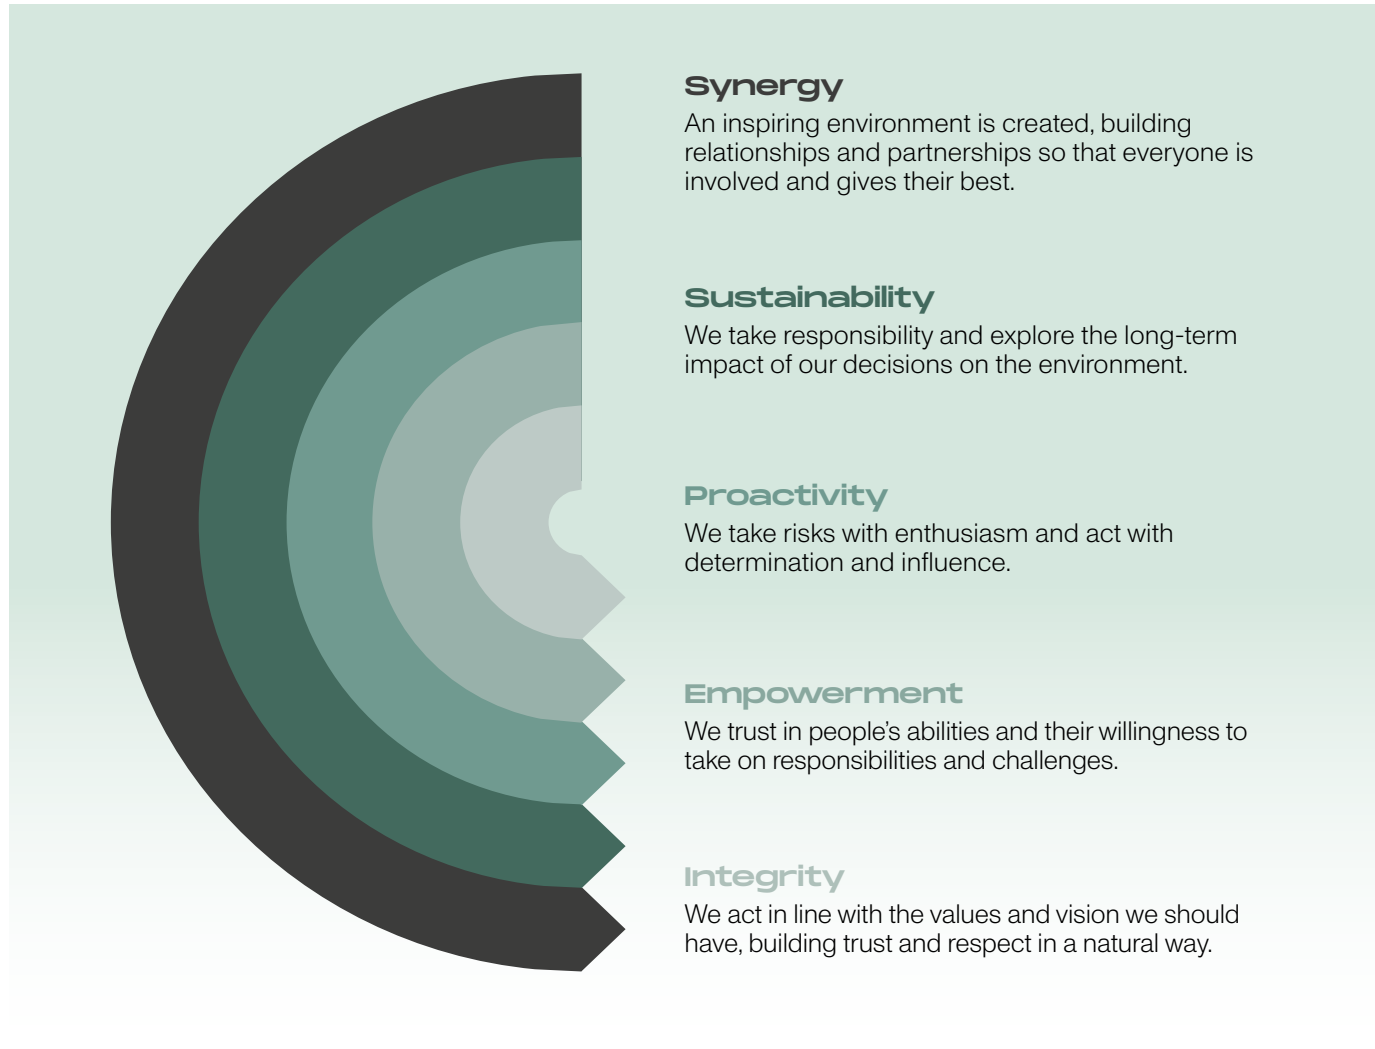 Synergy
An inspiring environment is created, building
relationships and partnerships so that everyone is
involved and gives their best.
Sustainability
We take responsibility and explore the long-term
impact of our decisions on the environment.
Proactivity
We take risks with enthusiasm and act with
determination and influence.
Empowerment
We trust in people’s abilities and their willingness to
take on responsibilities and challenges.
Integrity
We act in line with the values and vision we should
have, building trust and respect in a natural way.